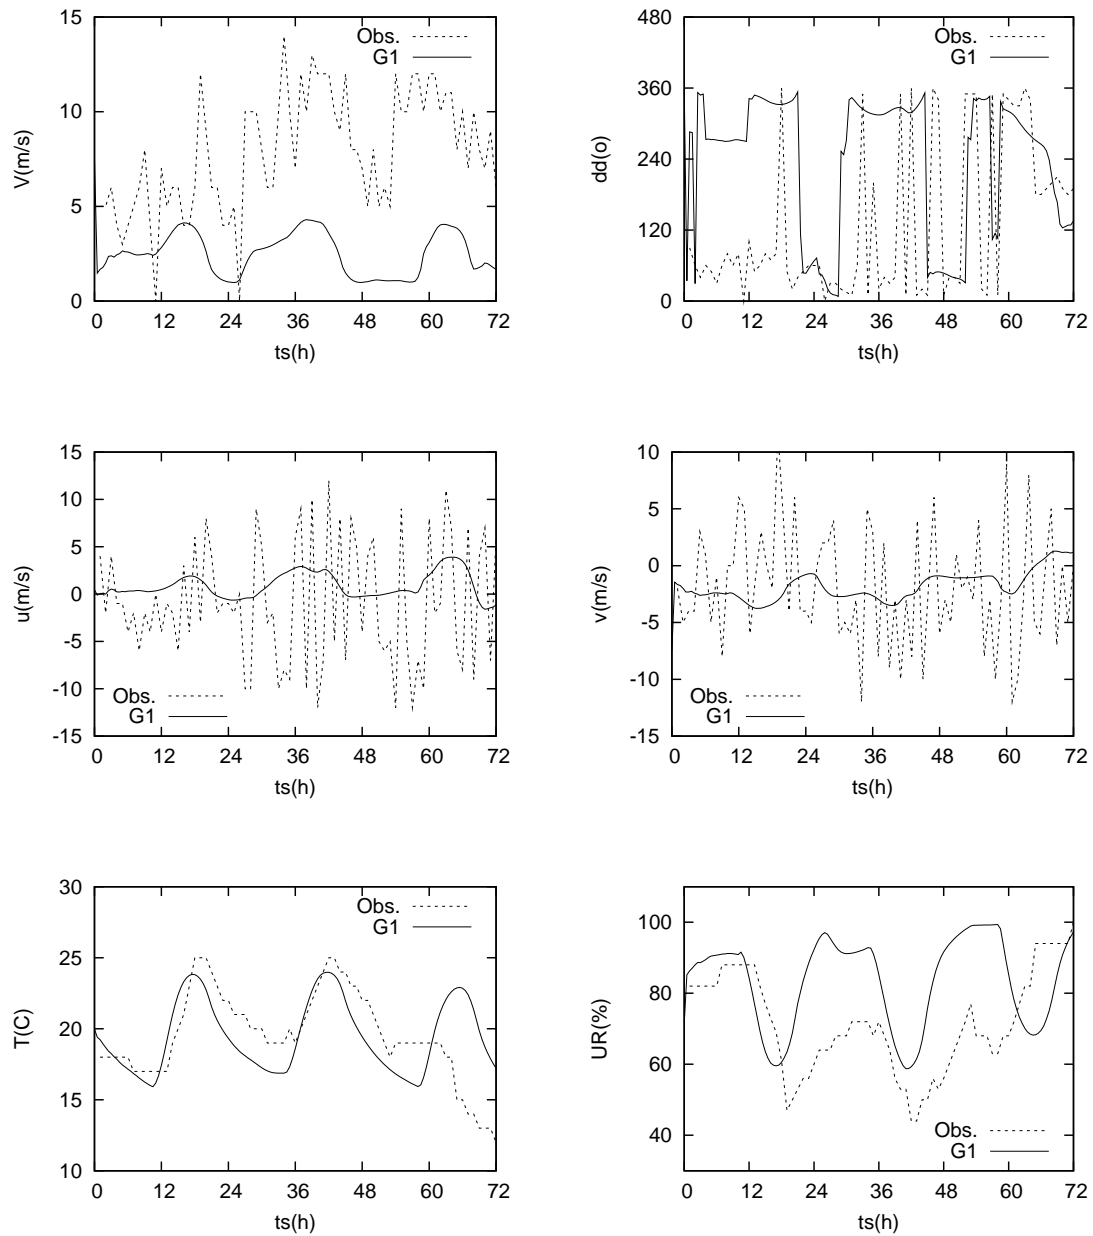 15
10
5
0
V(m/s)
0 12 24 36 48 60 72
ts(h)
Obs.
G1
480
360
240
120
0
dd(o)
0 12 24 36 48 60 72
ts(h)
Obs.
G1
15
10
5
0
-5
-10
-15
u(m/s)
0 12 24 36 48 60 72
ts(h)
Obs.
G1
10
5
0
-5
-10
-15
v(m/s)
0 12 24 36 48 60 72
ts(h)
Obs.
G1
30
25
20
15
10
T(C)
0 12 24 36 48 60 72
ts(h)
Obs.
G1
100
80
60
40
UR(%)
0 12 24 36 48 60 72
ts(h)
Obs.
G1